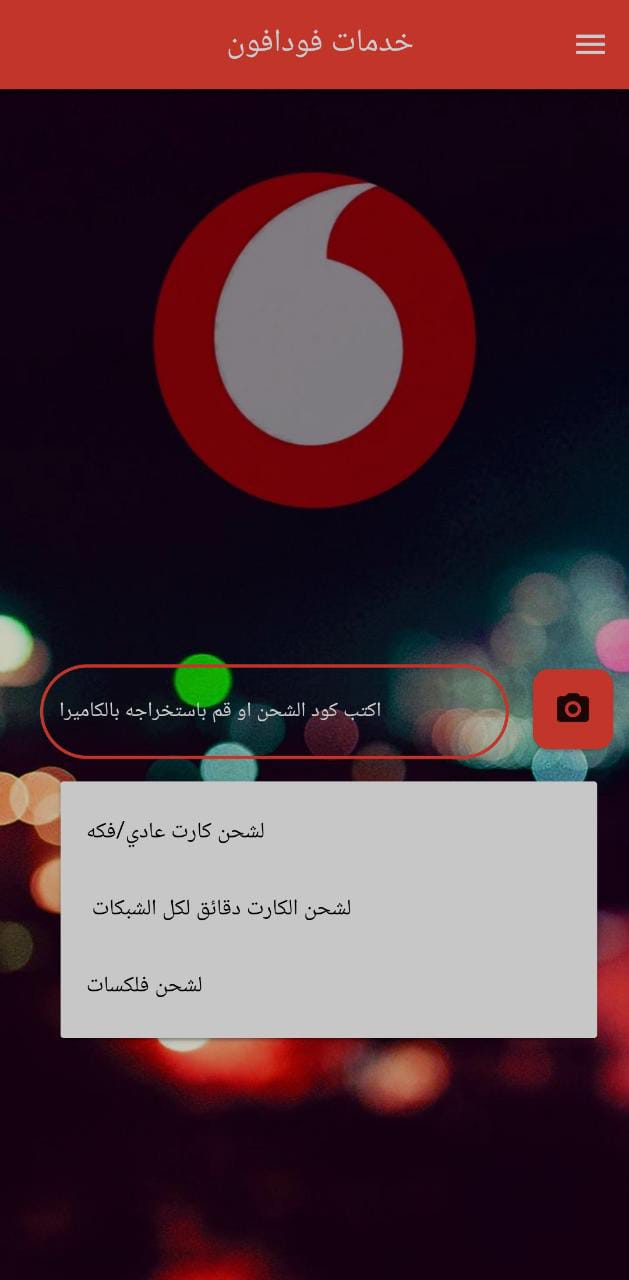 خدمات فودافون
اكتب كود الشحن او قم باستخراجه بالكاميرا
لشحن كارت عادي/فكه
لشحن الكارت دقائق لكل الشبكات
لشحن فلكسات